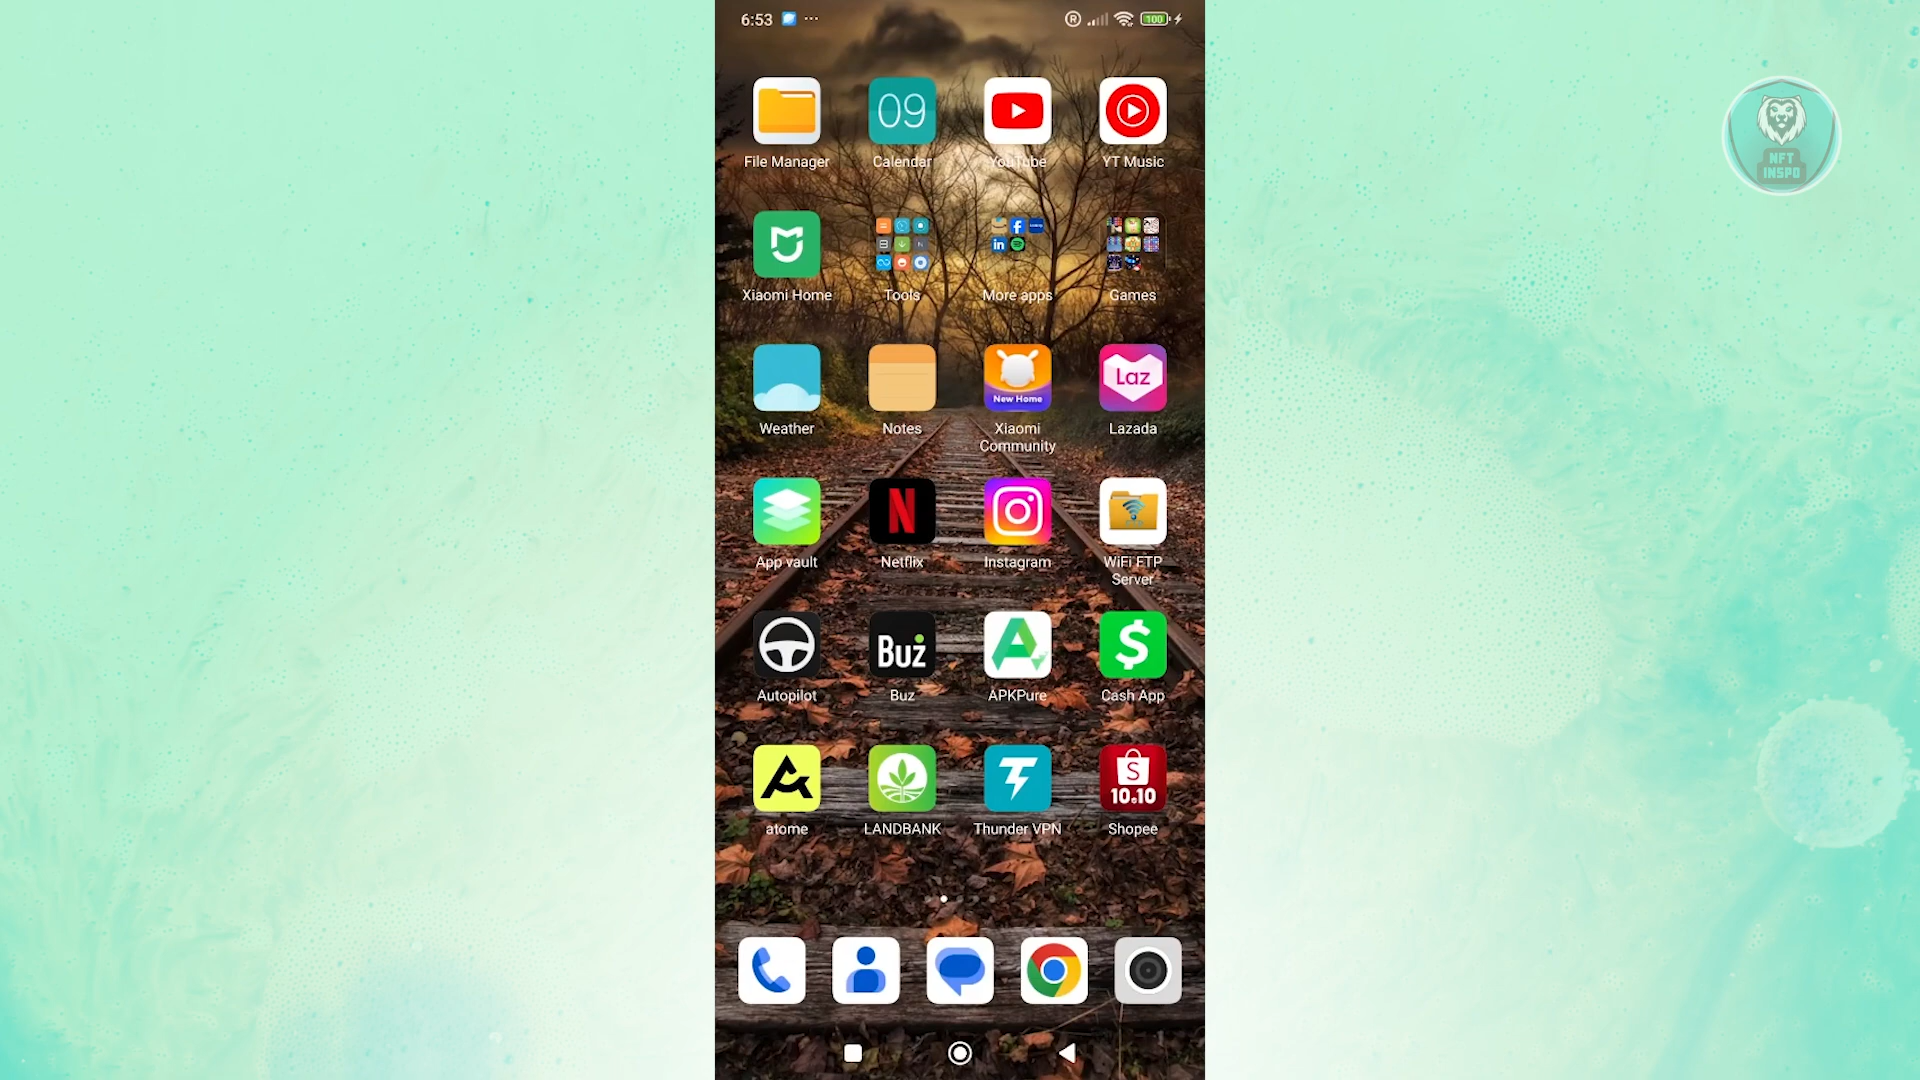 6:53
R
100
File Manager
09
Calendar
YouTube
YT Music
Xiaomi Home
Tools
in
More apps
Games
Weather
Notes
New Home
Xiaomi
Community
Laz
Lazada
App vault
N
Netflix
Instagram
WiFi FTP
Server
Autopilot
Buz
Buz
APKPure
$
Cash App
atome
LANDBANK
Thunder VPN
S
10.10
Shopee
NFT
INSPO